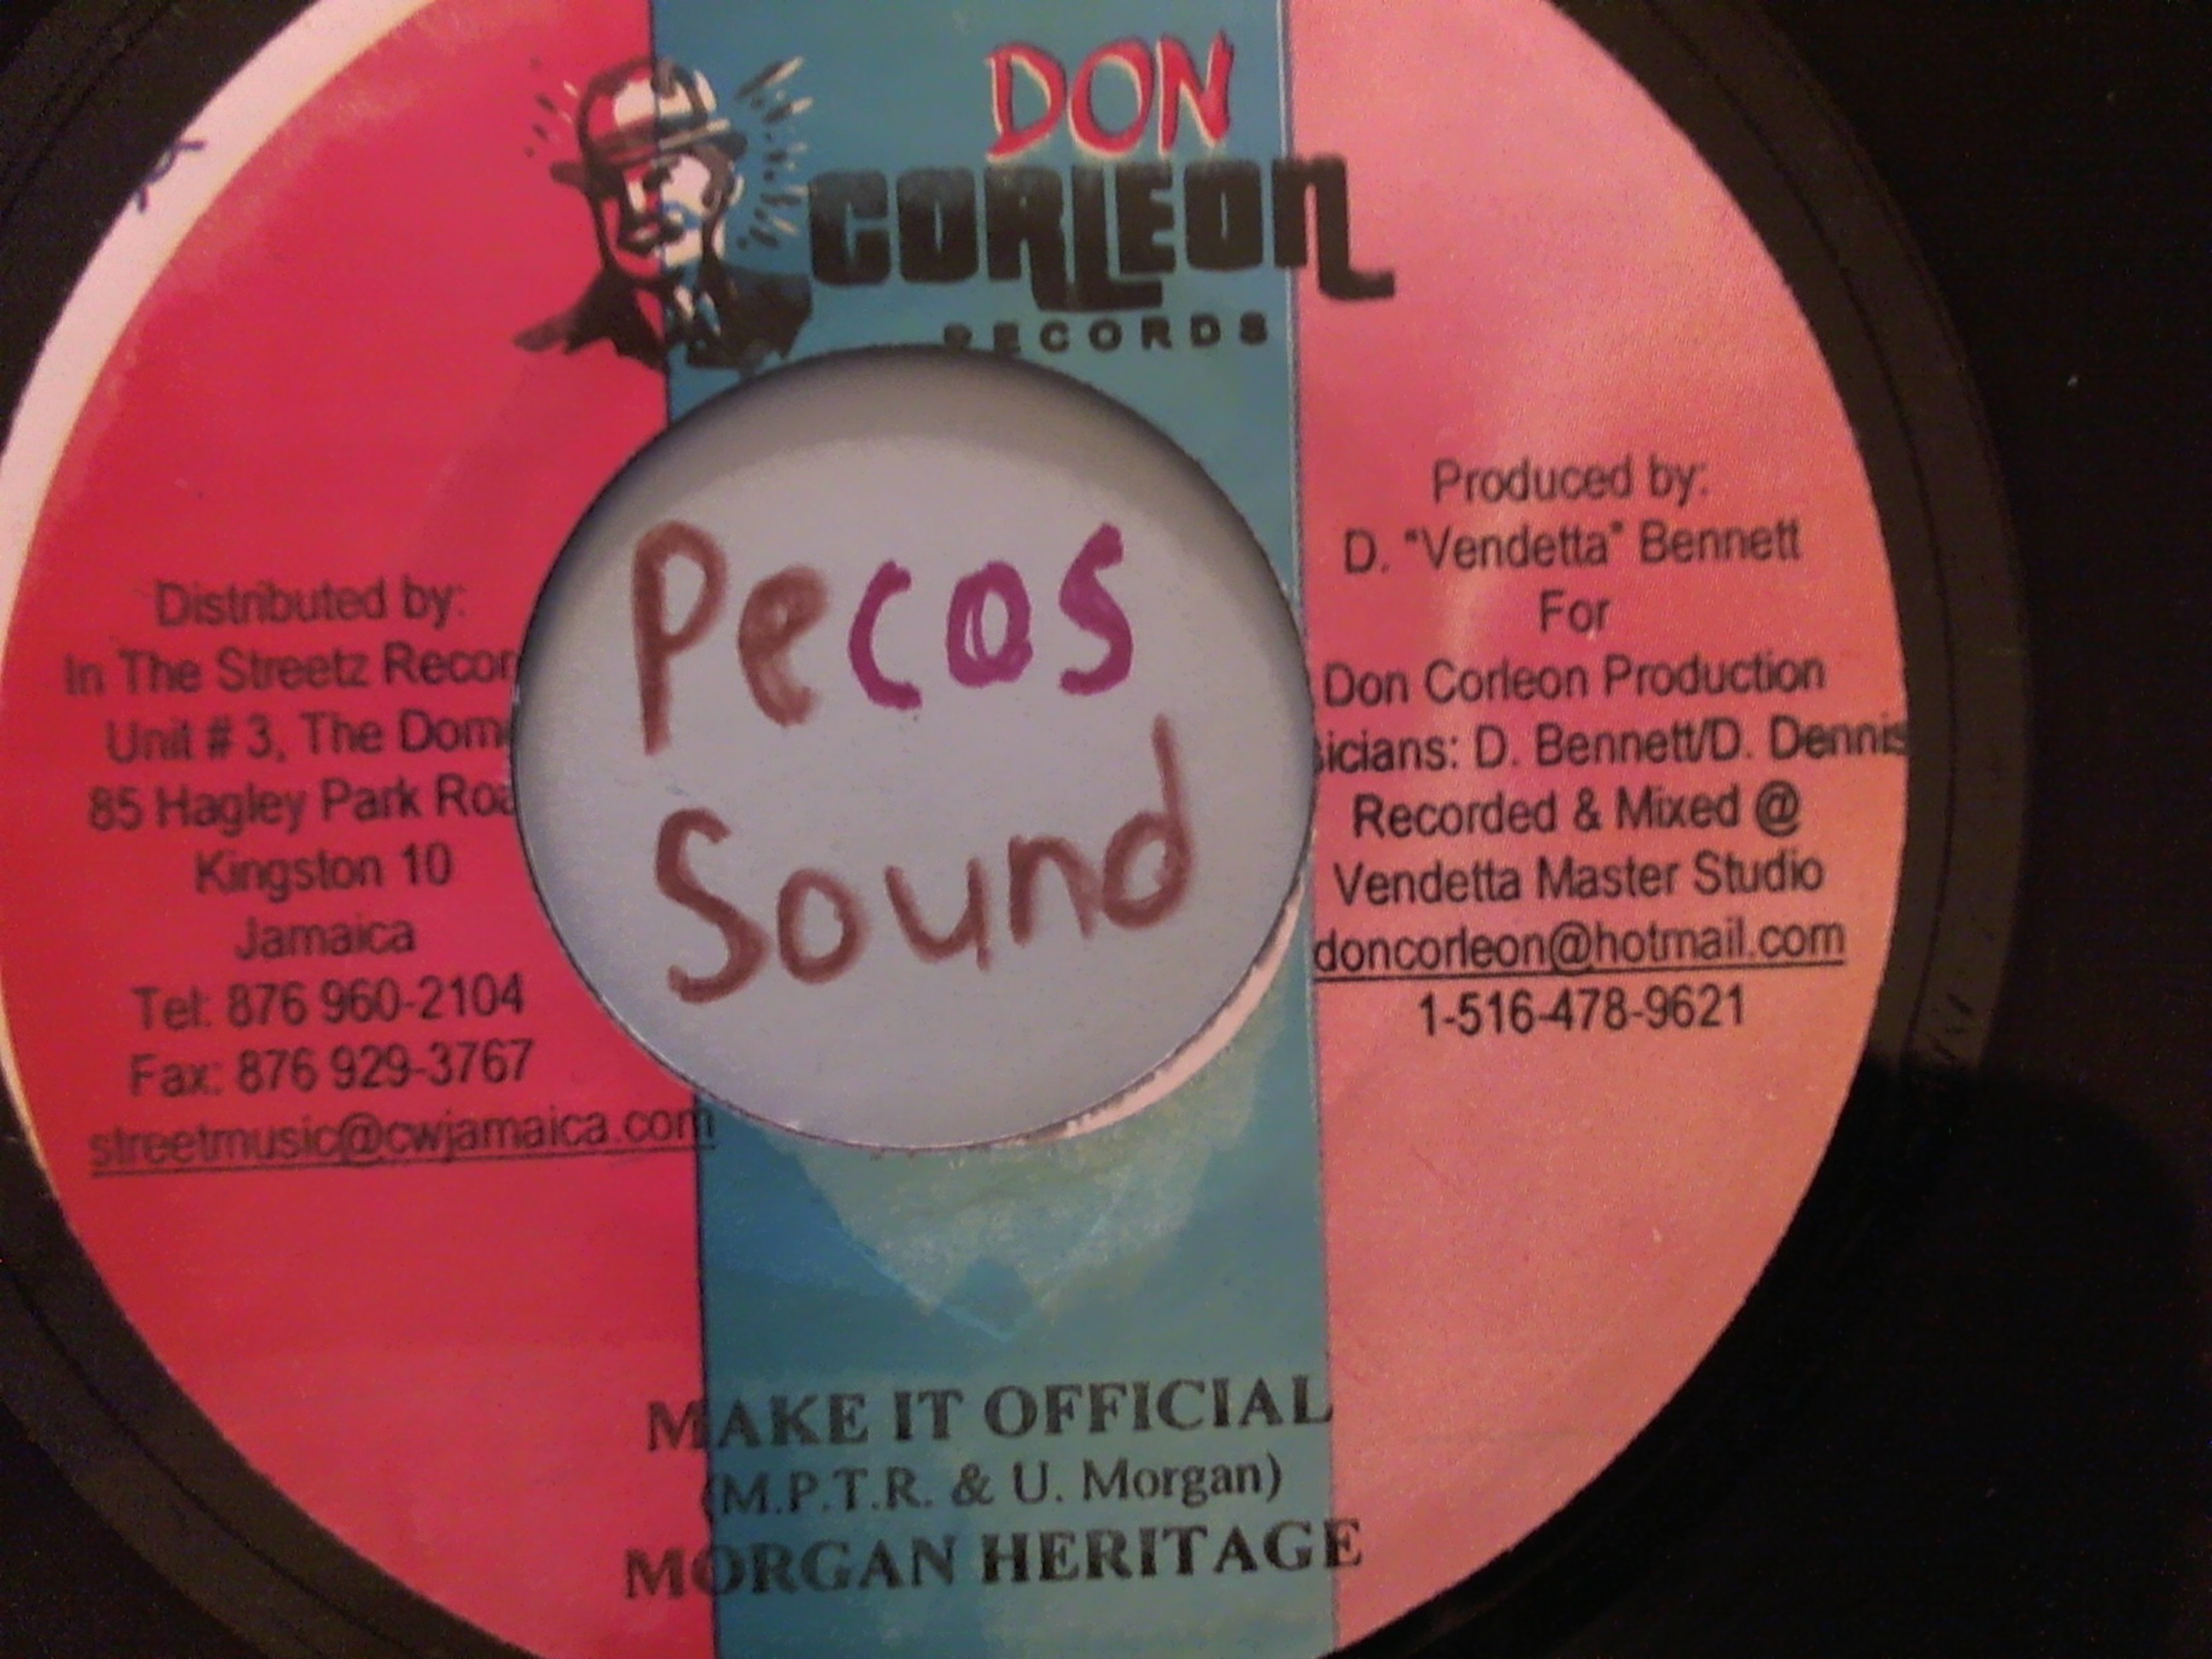 DON
CORLEON
RECORDS
Pecos
Sound
Distributed by:
In The Streetz Recor
Unit # 3, The Dom
85 Hagley Park Roa
Kingston 10
Jamaica
Tel: 876 960-2104
Fax: 876 929-3767
streetmusic@cwjamaica.com
Produced by:
D. "Vendetta" Bennett
For
Don Corleon Production
sicians: D. Bennett/D. Dennis
Recorded & Mixed @
Vendetta Master Studio
doncorleon@hotmail.com
1-516-478-9621
MAKE IT OFFICIAL
(M.P.T.R. & U. Morgan)
MORGAN HERITAGE